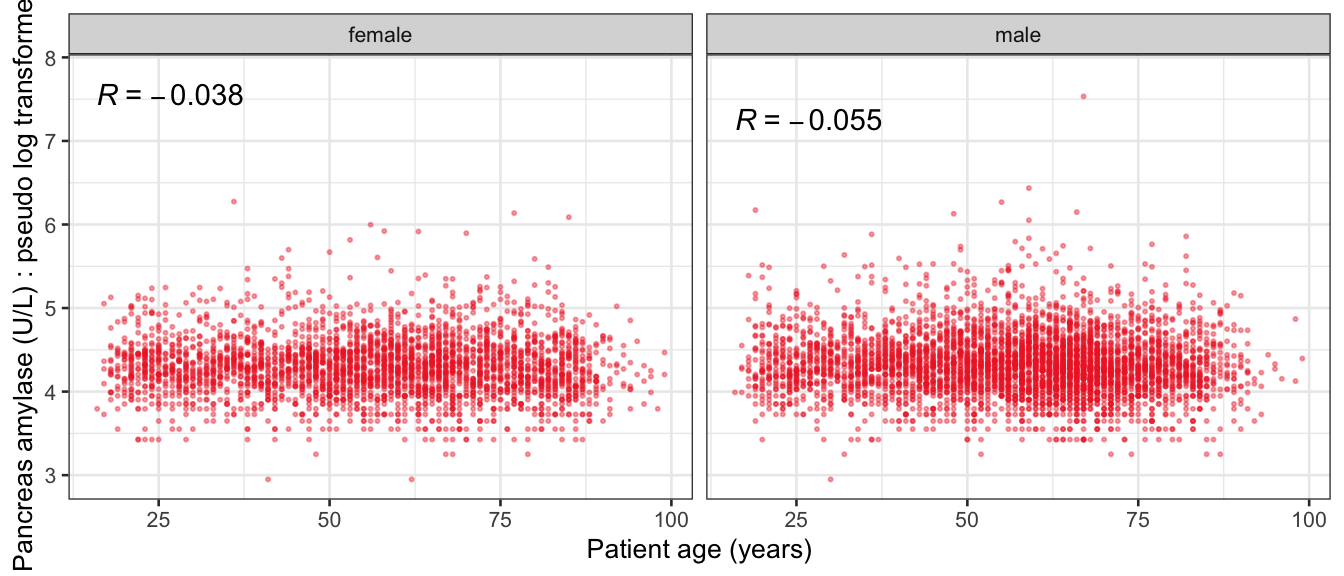 female
male
R = −0.038
R = −0.055
Pancreas amylase (U/L) : pseudo log transforme
8
7
6
5
4
3
25
50
75
100
25
50
75
100
Patient age (years)